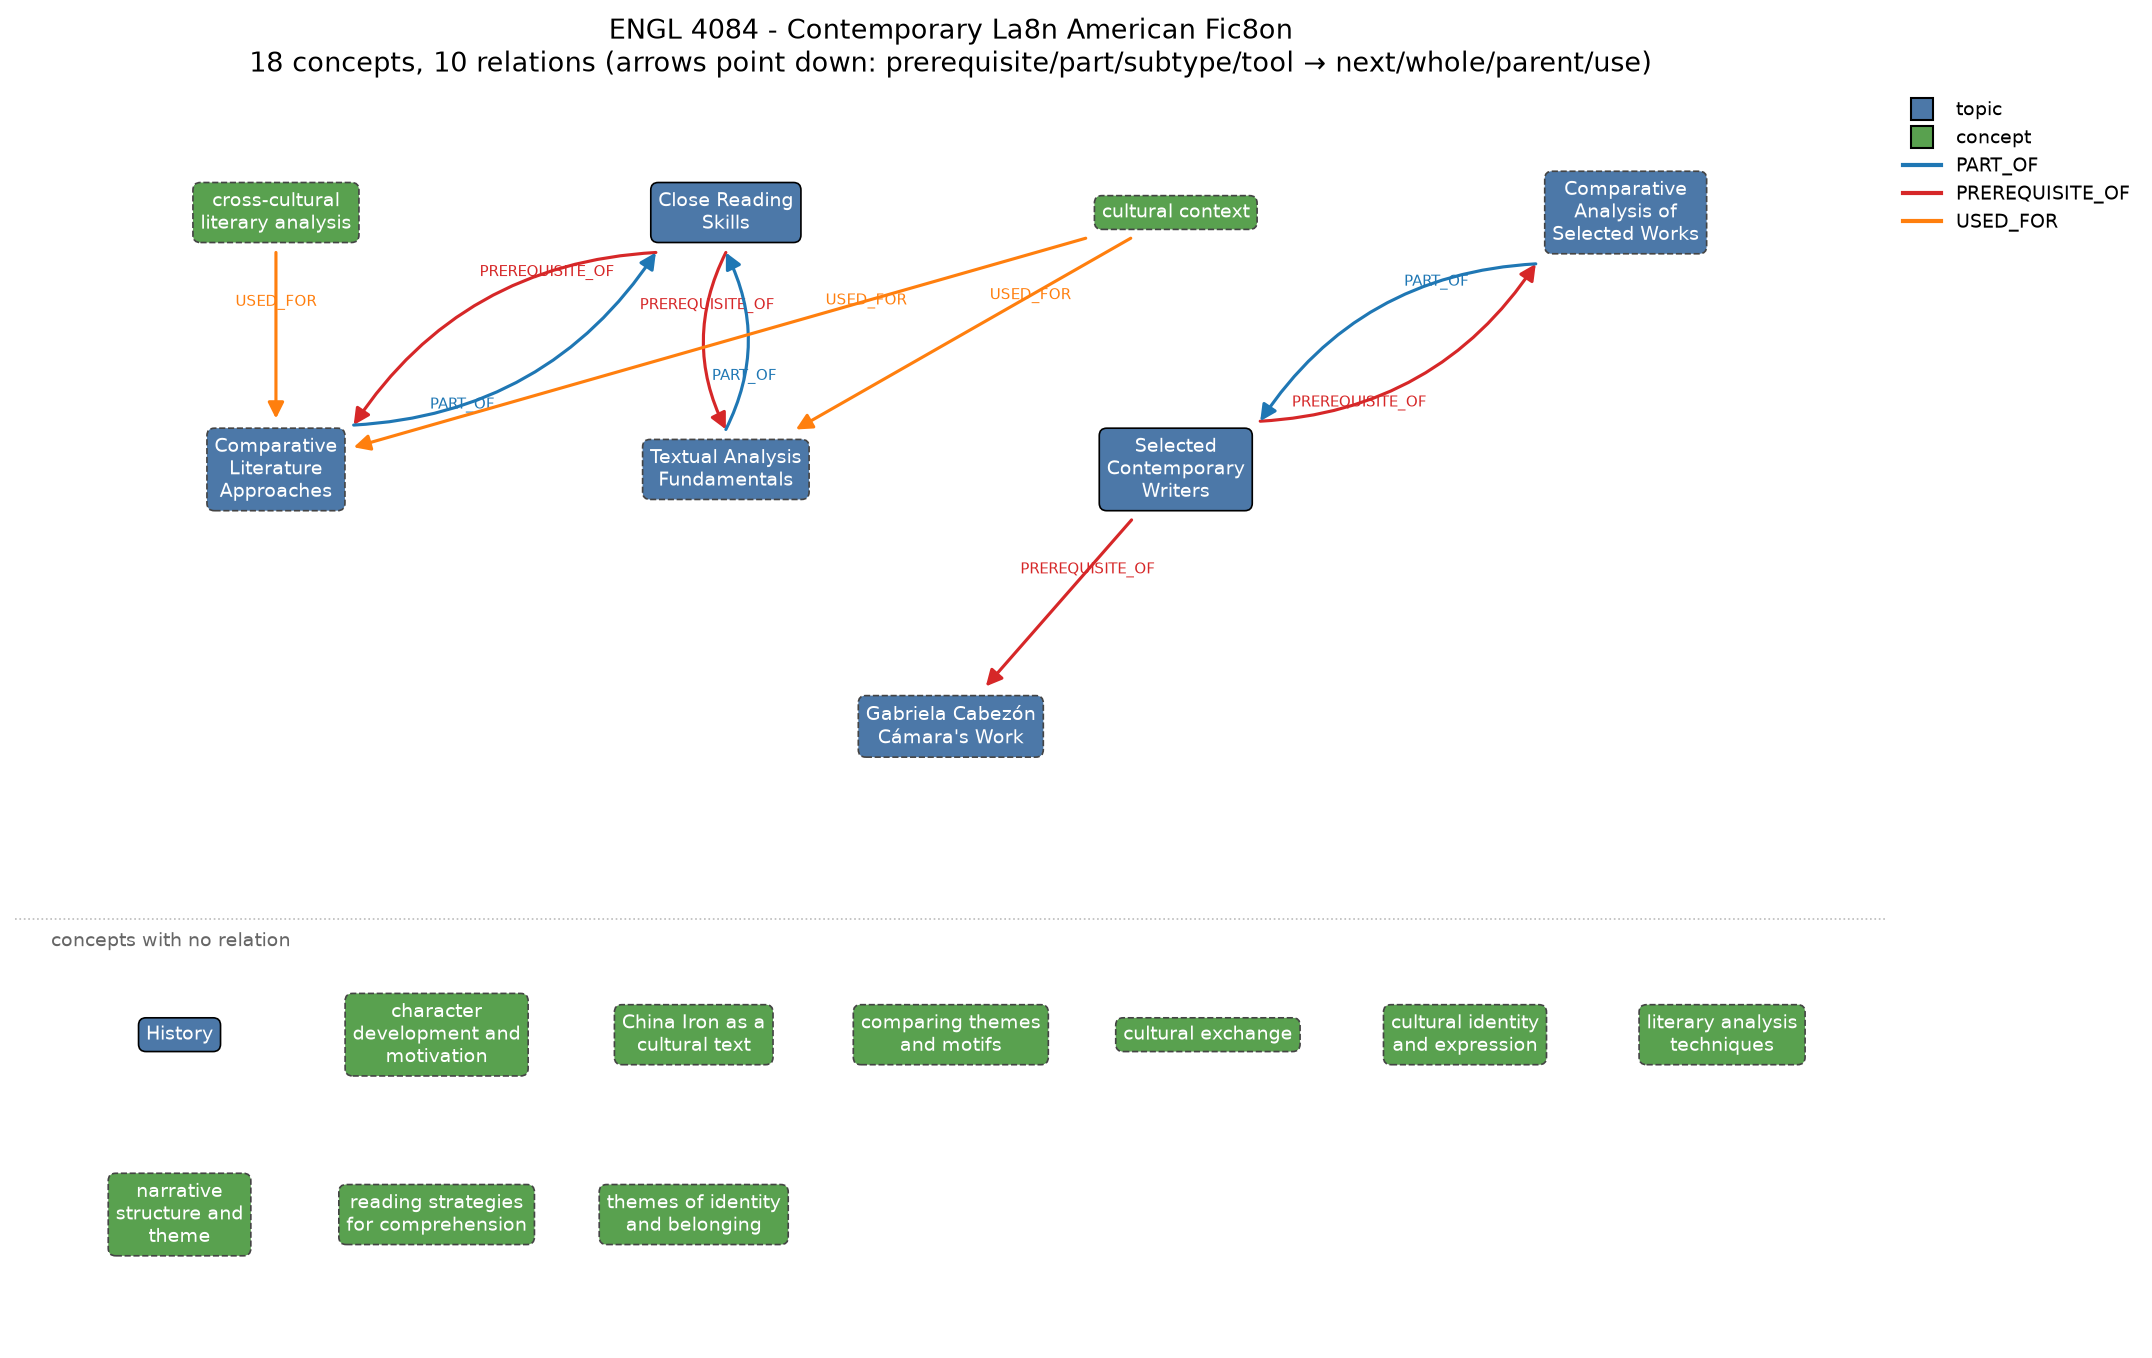 ENGL 4084 - Contemporary La8n American Fic8on
18 concepts, 10 relations (arrows point down: prerequisite/part/subtype/tool → next/whole/parent/use)
topic
concept
PART_OF
PREREQUISITE_OF
USED_FOR
cross-cultural
literary analysis
Close Reading
Skills
cultural context
Comparative
Analysis of
Selected Works
PREREQUISITE_OF
USED_FOR
PREREQUISITE_OF
USED_FOR
USED_FOR
PART_OF
PART_OF
PART_OF
PREREQUISITE_OF
Comparative
Literature
Approaches
Textual Analysis
Fundamentals
Selected
Contemporary
Writers
PREREQUISITE_OF
Gabriela Cabezón
Cámara's Work
concepts with no relation
History
character
development and
motivation
China Iron as a
cultural text
comparing themes
and motifs
cultural exchange
cultural identity
and expression
literary analysis
techniques
narrative
structure and
theme
reading strategies
for comprehension
themes of identity
and belonging